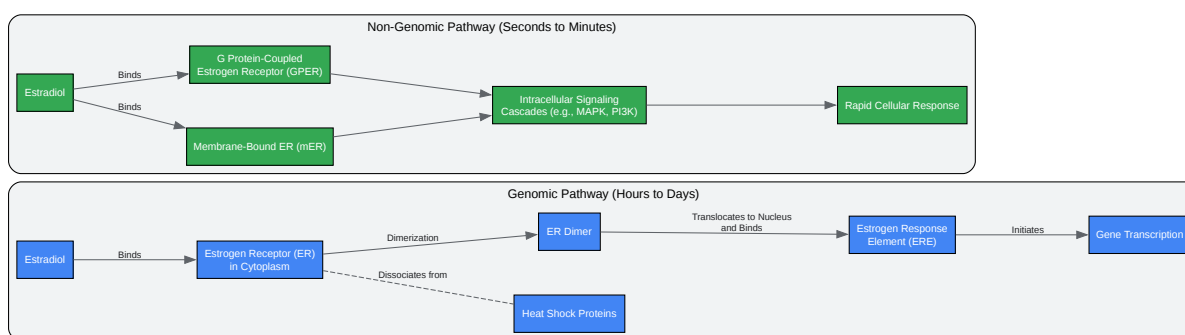 Non-Genomic Pathway (Seconds to Minutes)
G Protein-Coupled
Estrogen Receptor (GPER)
Binds
Estradiol
Binds
Membrane-Bound ER (mER)
Intracellular Signaling
Cascades (e.g., MAPK, PI3K)
Rapid Cellular Response
Genomic Pathway (Hours to Days)
Estradiol
Binds
Estrogen Receptor (ER)
in Cytoplasm
Dimerization
Dissociates from
ER Dimer
Heat Shock Proteins
Translocates to Nucleus
and Binds
Estrogen Response
Element (ERE)
Initiates
Gene Transcription